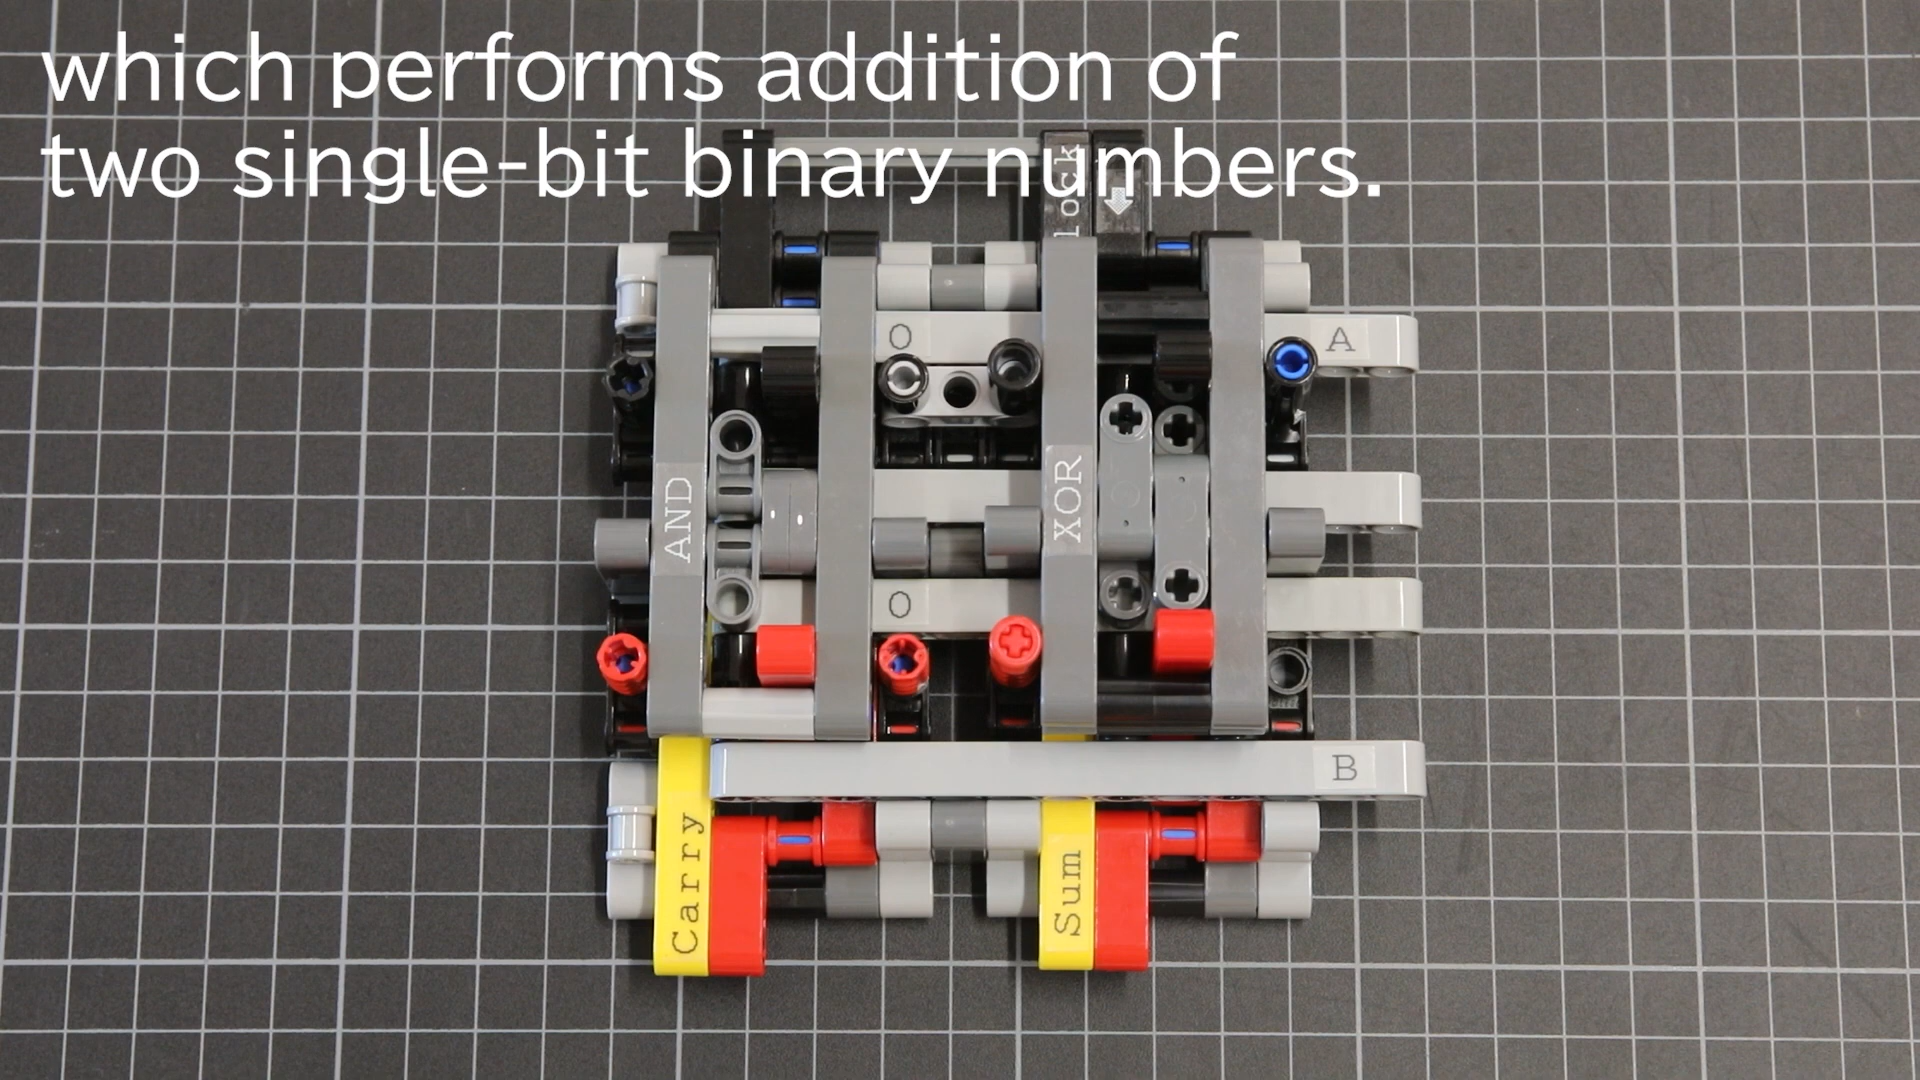 which performs addition of
two single-bit binary numbers.
lock
O
A
AND
XOR
O
B
Carry
Sum